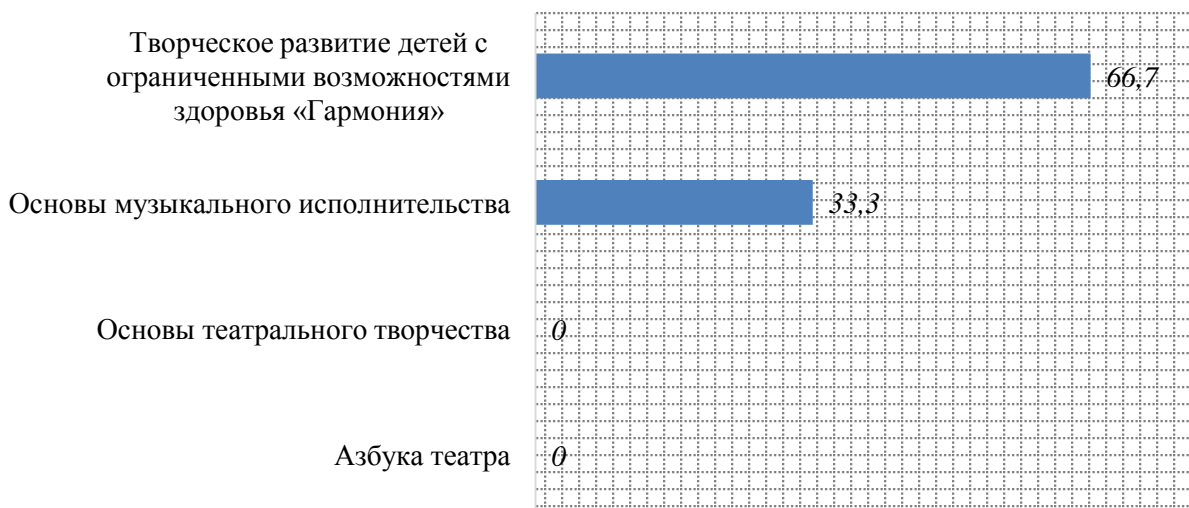 Творческое развитие детей с
ограниченными возможностями
здоровья «Гармония»
66,7
Основы музыкального исполнительства
33,3
Основы театрального творчества
0
Азбука театра
0